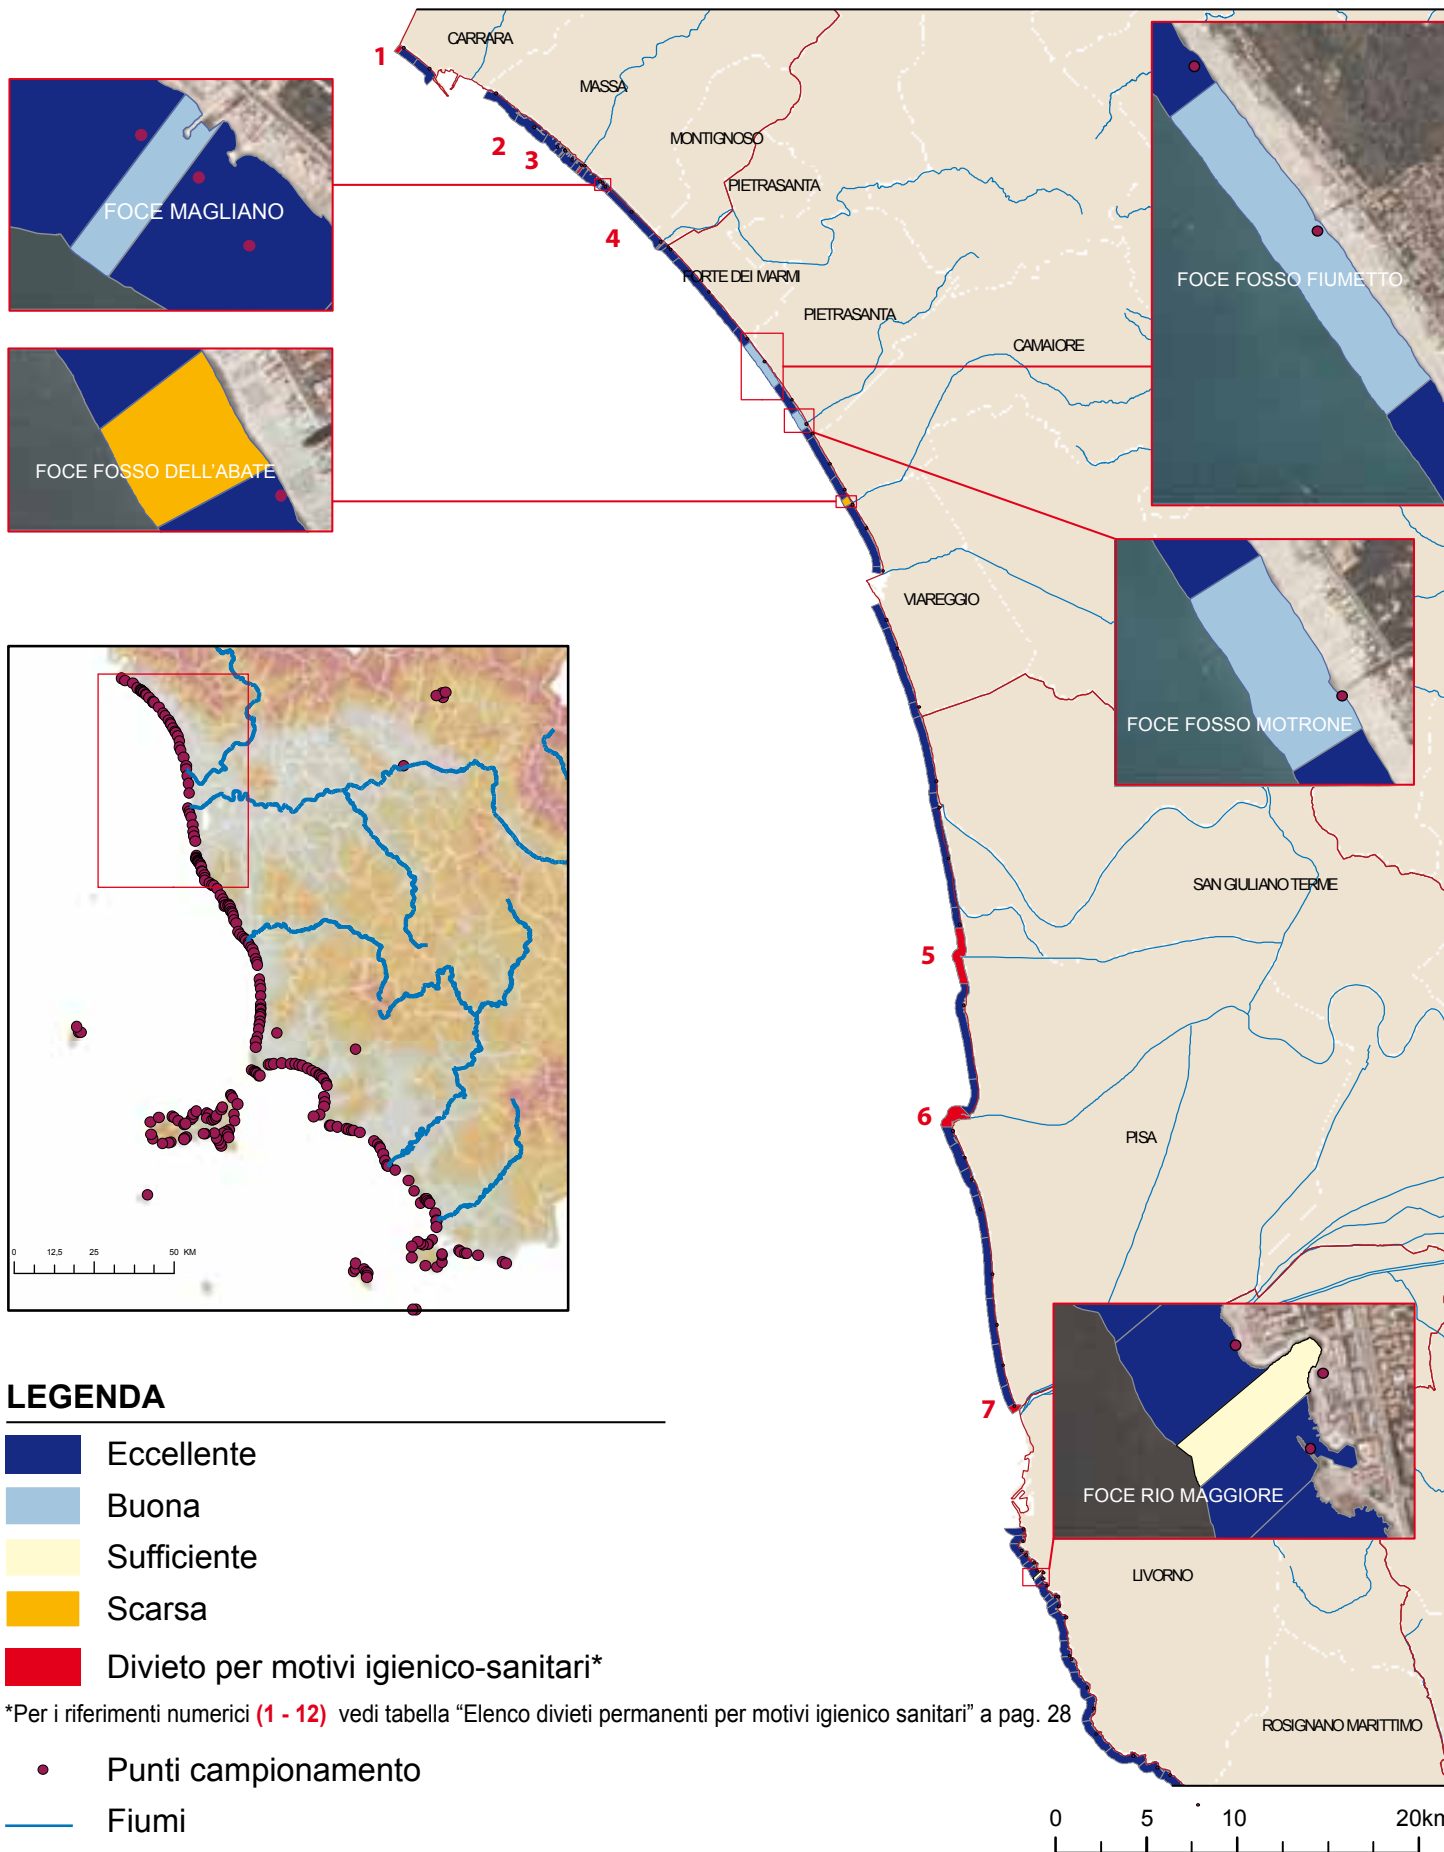 1
CARRARA
MASSA
2
3
MONTIGNOSO
PIETRASANTA
4
FORTE DEI MARMI
PIETRASANTA
CAMAIORE
FOCE MAGLIANO
FOCE FOSSO FIUMETTO
FOCE FOSSO DELL'ABATE
VIAREGGIO
FOCE FOSSO MOTRONE
SAN GIULIANO TERME
5
6
PISA
0 12,5 25 50 KM
7
FOCE RIO MAGGIORE
LIVORNO
ROSIGNANO MARITTIMO
LEGENDA
Eccellente
Buona
Sufficiente
Scarsa
Divieto per motivi igienico-sanitari*
*Per i riferimenti numerici (1 - 12) vedi tabella “Elenco divieti permanenti per motivi igienico sanitari” a pag. 28
Punti campionamento
Fiumi
0 5 10 20km